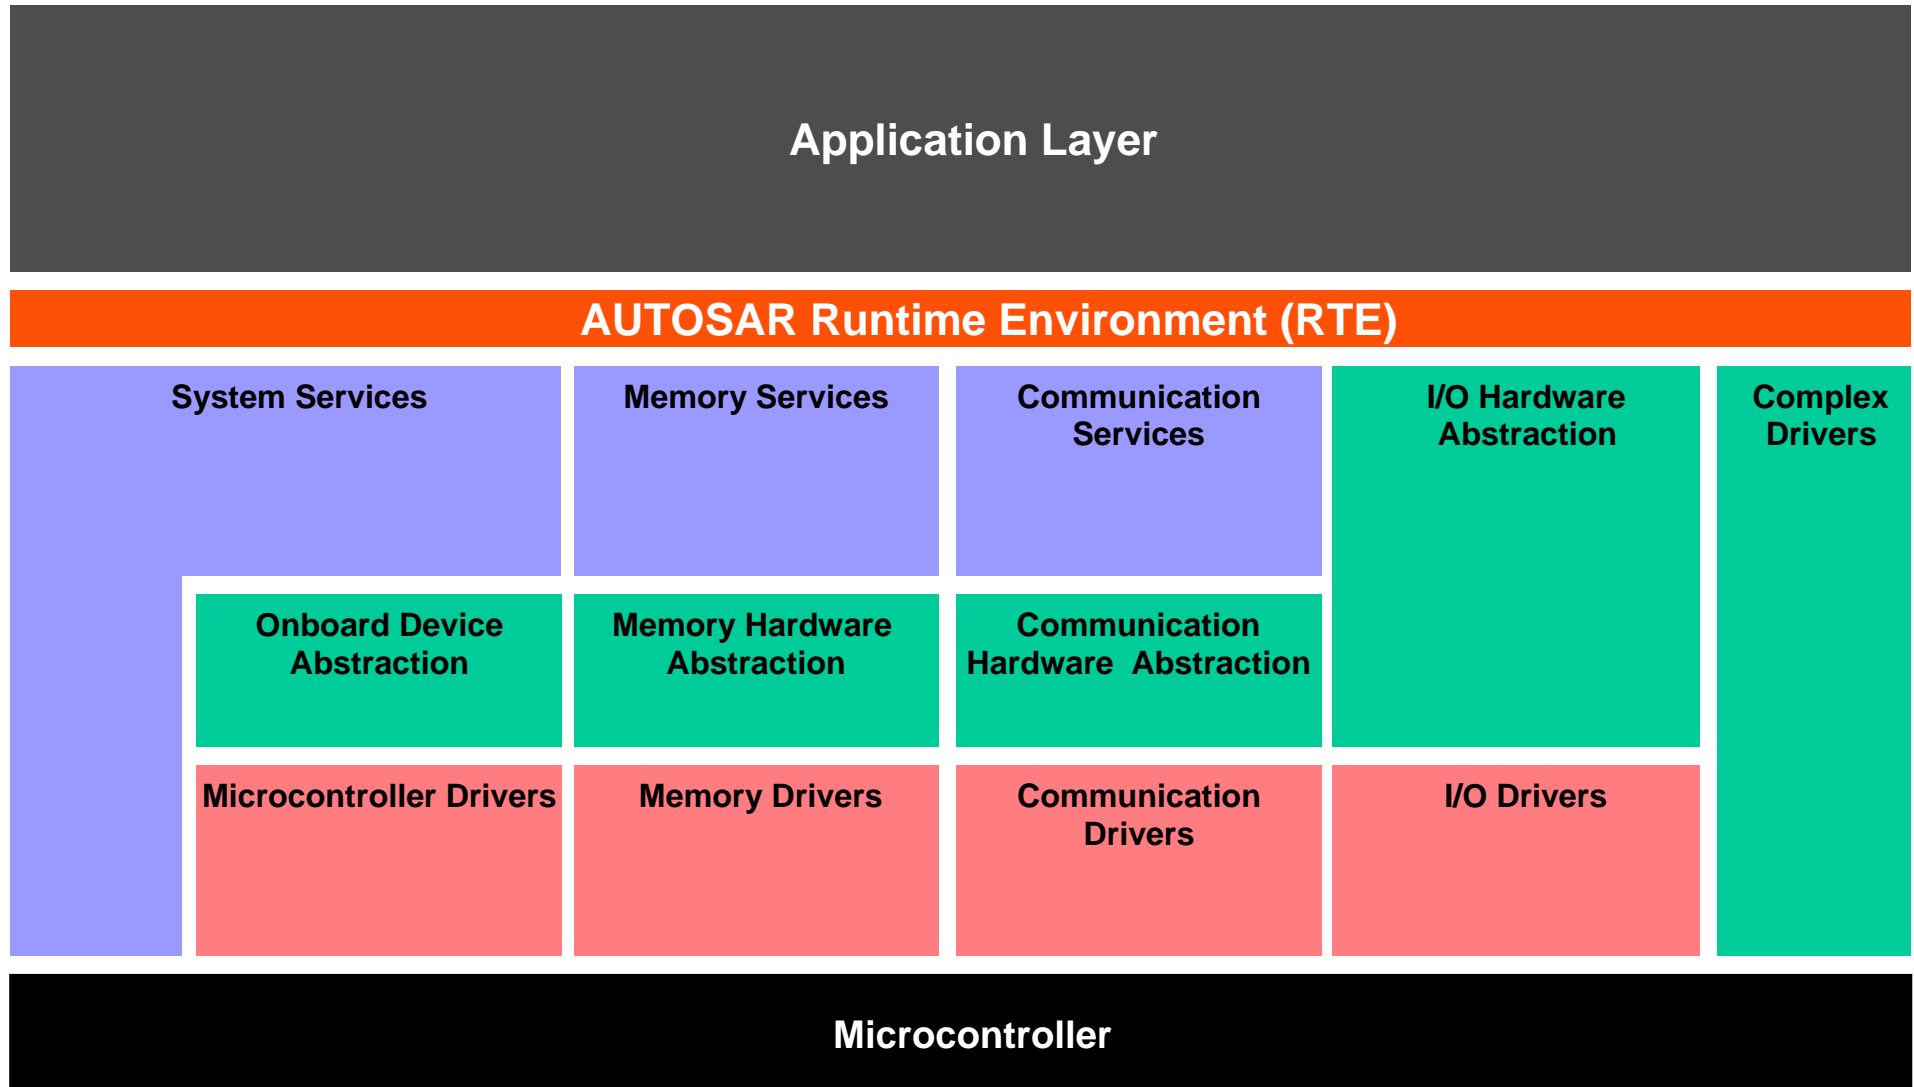 Application Layer
AUTOSAR Runtime Environment (RTE)
System Services
Memory Services
Communication
Services
I/O Hardware
Abstraction
Complex
Drivers
Onboard Device
Abstraction
Memory Hardware
Abstraction
Communication
Hardware Abstraction
Microcontroller Drivers
Memory Drivers
Communication
Drivers
I/O Drivers
Microcontroller